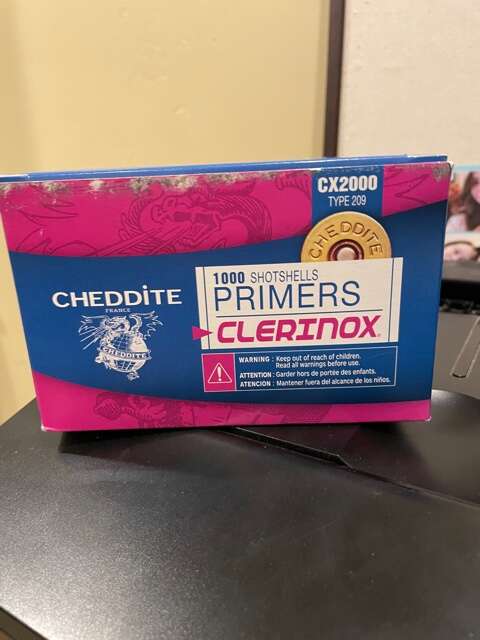 CX2000
TYPE 209
CHEDDITE
CHEDDiTE
FRANCE
CHEDDITE
1000 SHOTSHELLS
PRIMERS
CLERINOX
WARNING : Keep out of reach of children.
Read all warnings before use.
ATTENTION : Garder hors de portée des enfants.
ATENCION : Mantener fuera del alcance de los niños.